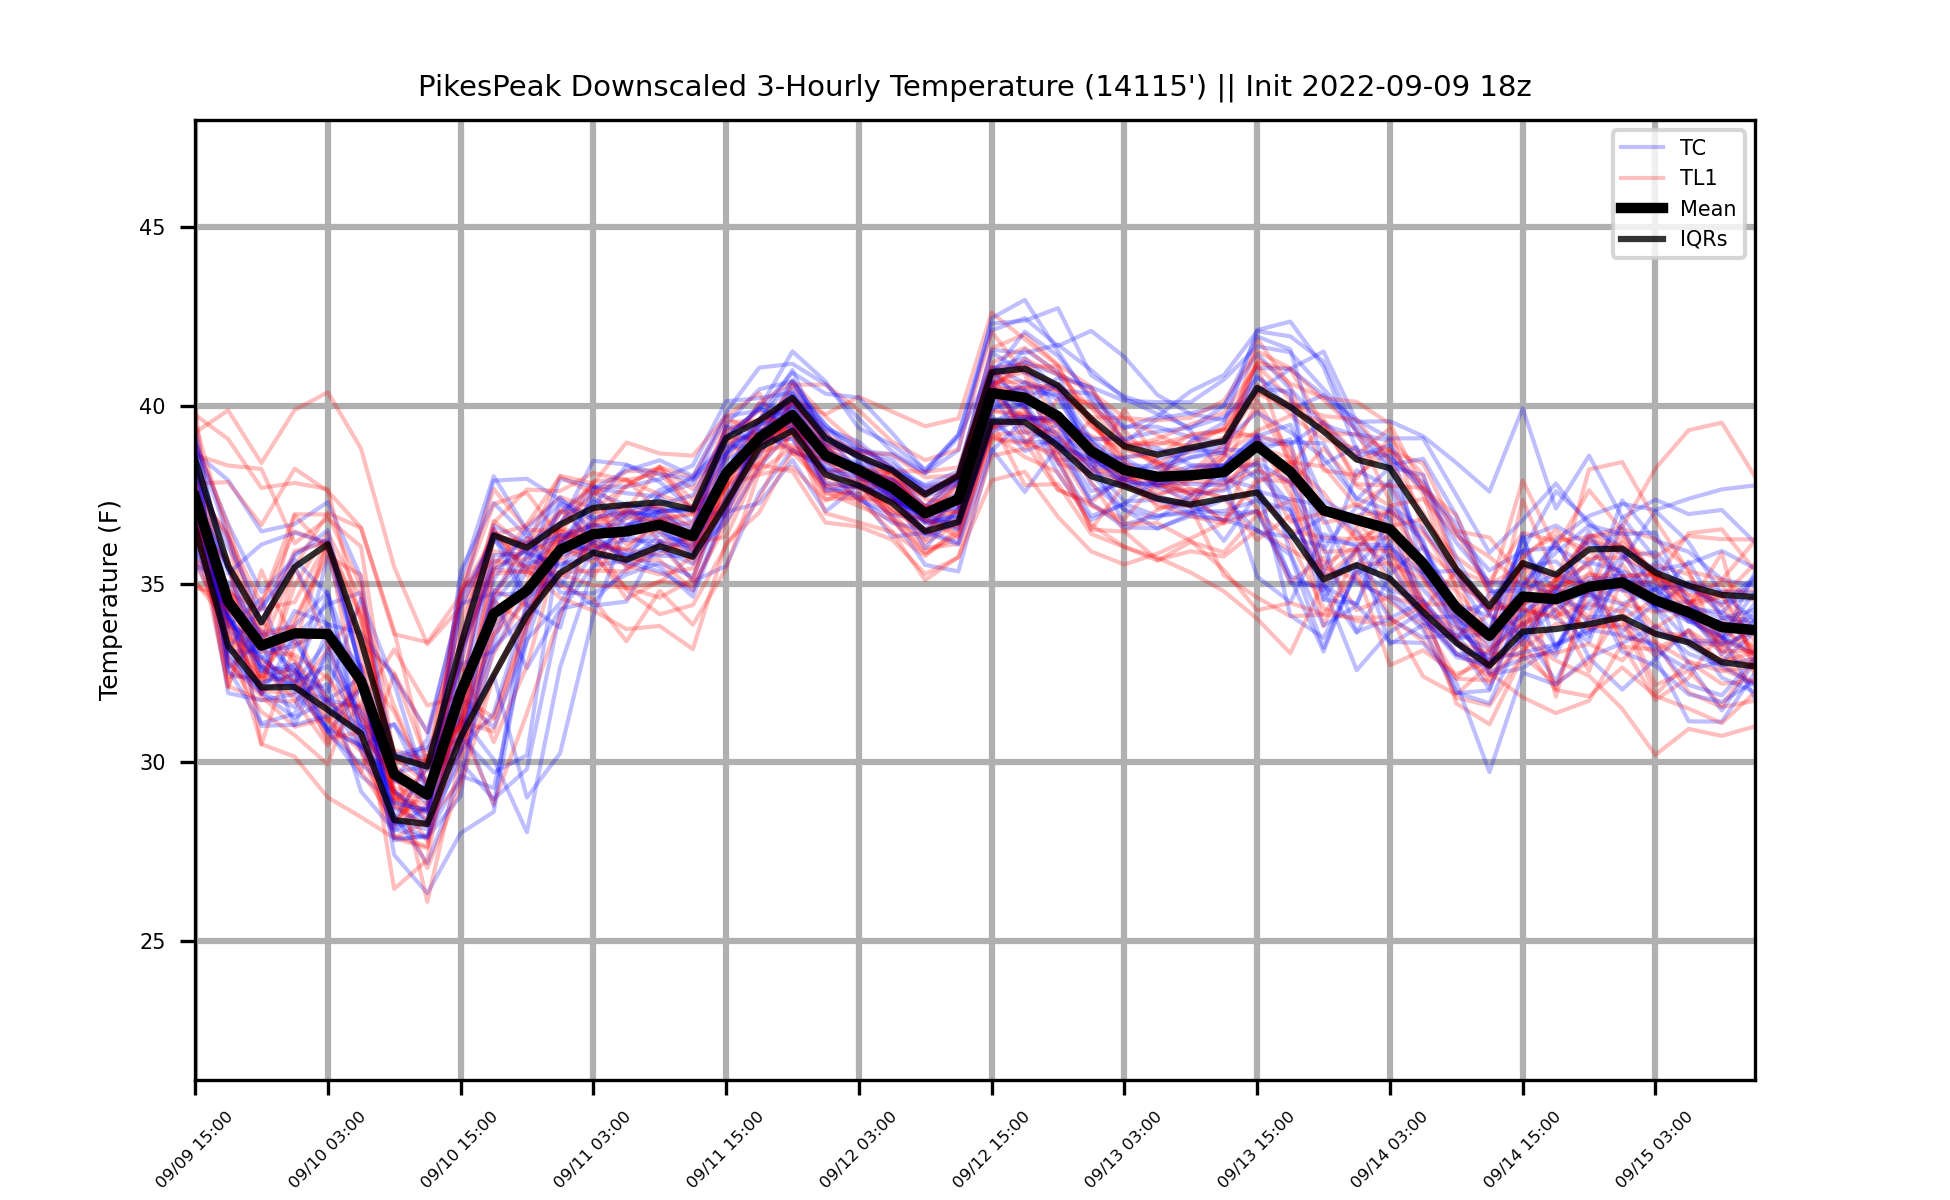 PikesPeak Downscaled 3-Hourly Temperature (14115') || Init 2022-09-09 18z
TC
TL1
Mean
IQRs
Temperature (F)
45
40
35
30
25
09/09 15:00
09/10 03:00
09/10 15:00
09/11 03:00
09/11 15:00
09/12 03:00
09/12 15:00
09/13 03:00
09/13 15:00
09/14 03:00
09/14 15:00
09/15 03:00